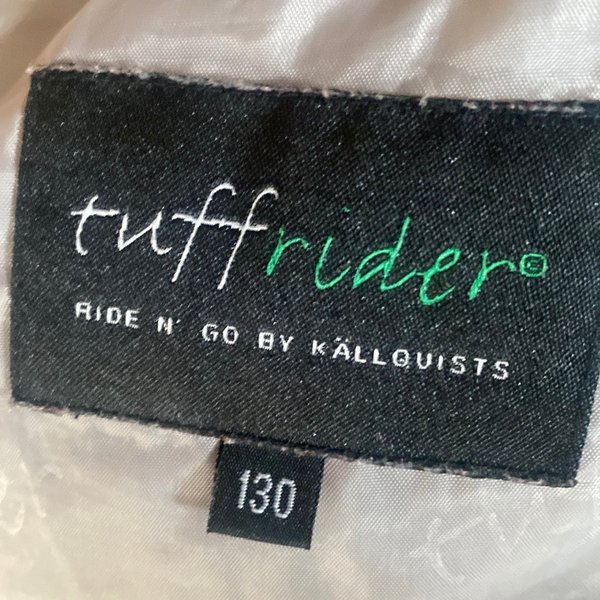 tuffrider©
RIDE N' GO BY KÄLLQUISTS
130